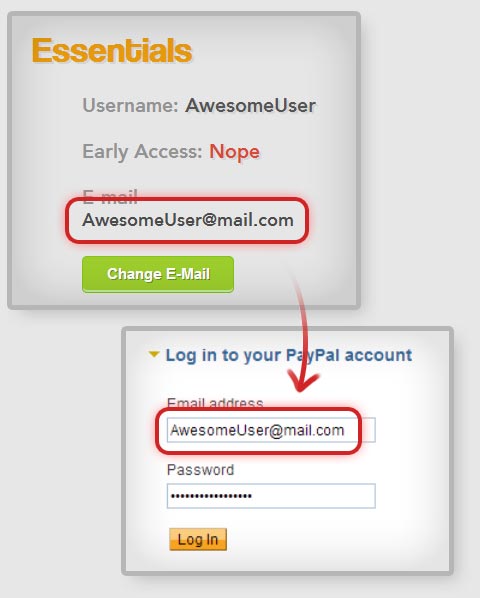 Essentials
Username: AwesomeUser
Early Access: Nope
E-mail
AwesomeUser@mail.com
Change E-Mail
Log in to your PayPal account
Email address
AwesomeUser@mail.com
Password
•••••••••••••••••
Log In